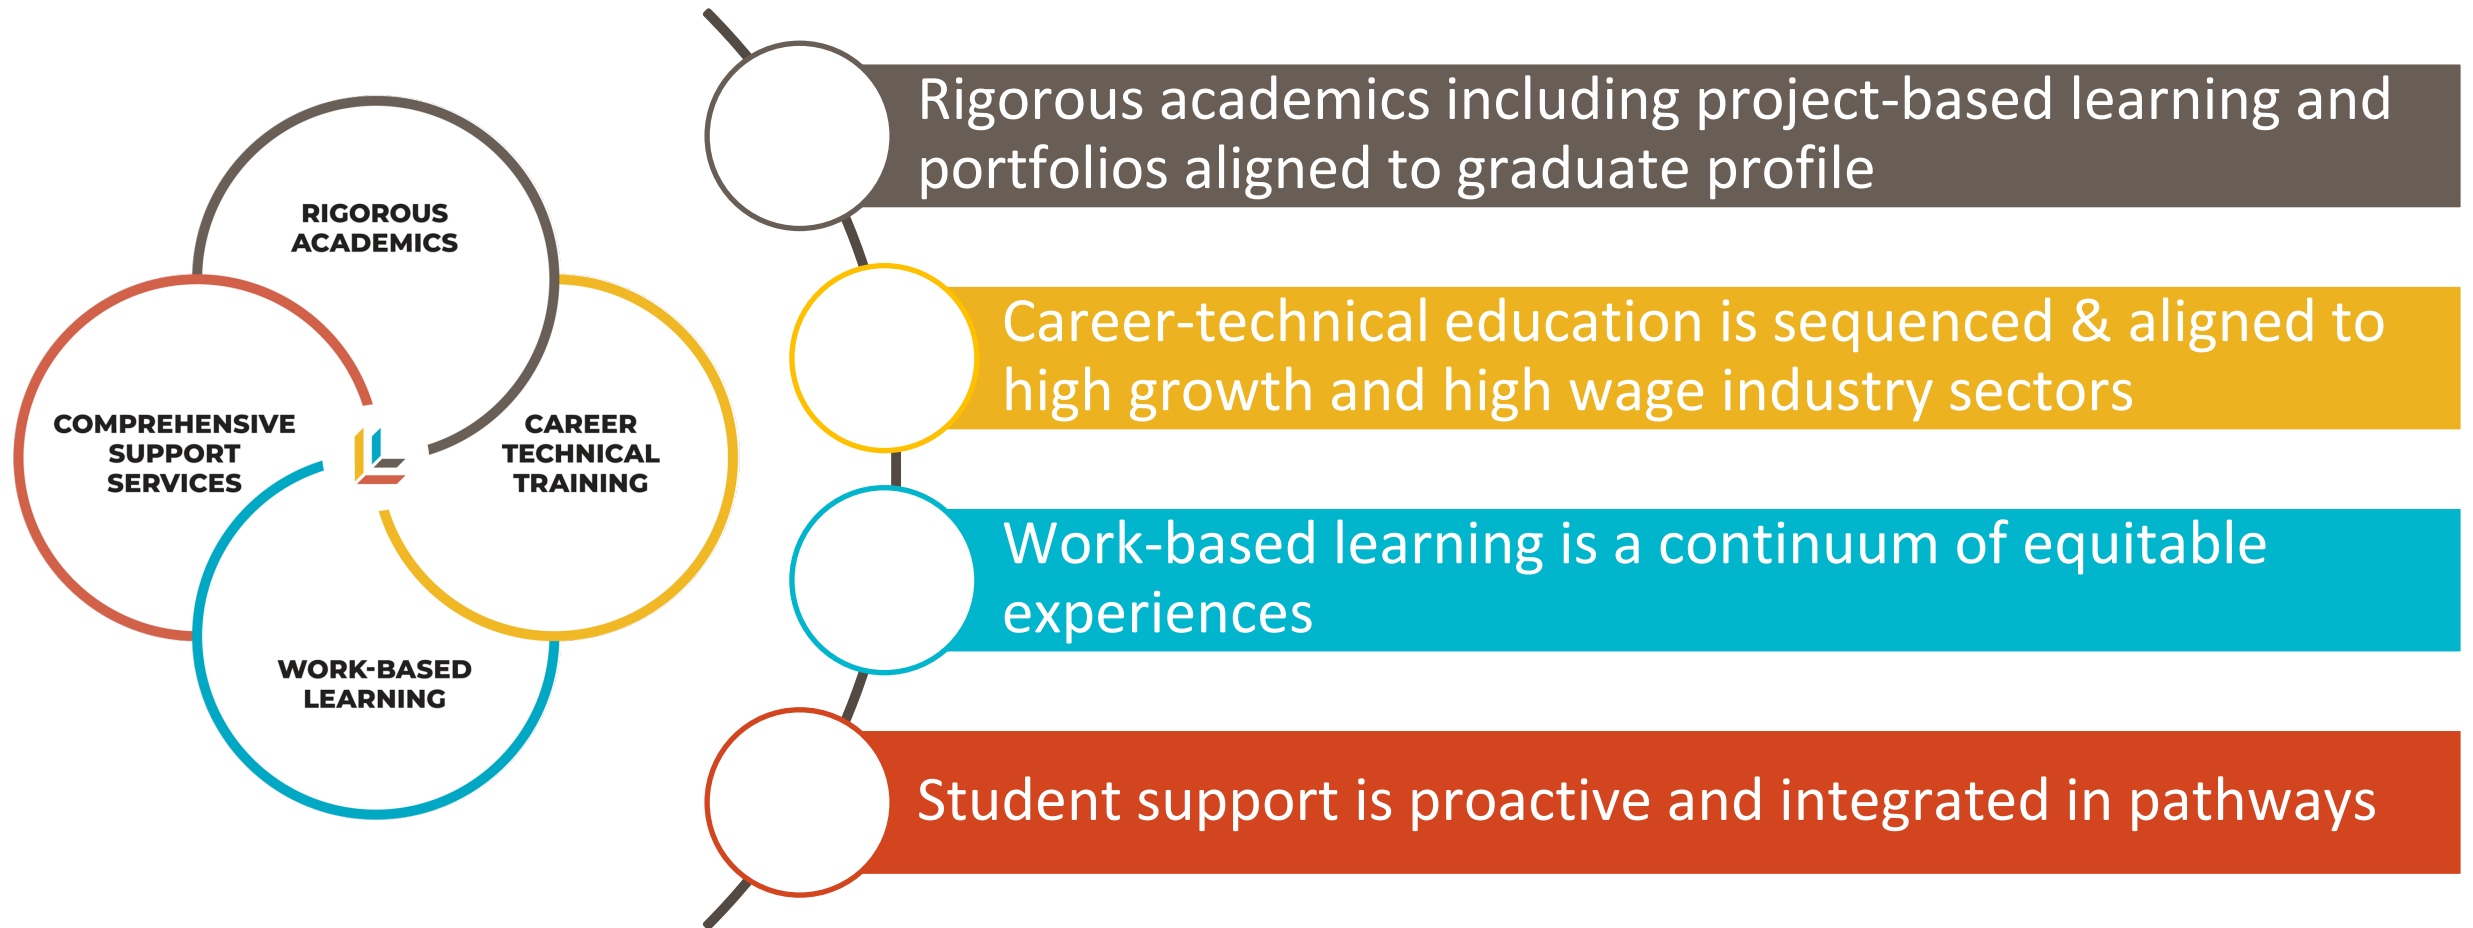 RIGOROUS
ACADEMICS
COMPREHENSIVE
SUPPORT
SERVICES
CAREER
TECHNICAL
TRAINING
WORK-BASED
LEARNING
Rigorous academics including project-based learning and
portfolios aligned to graduate profile
Career-technical education is sequenced & aligned to
high growth and high wage industry sectors
Work-based learning is a continuum of equitable
experiences
Student support is proactive and integrated in pathways